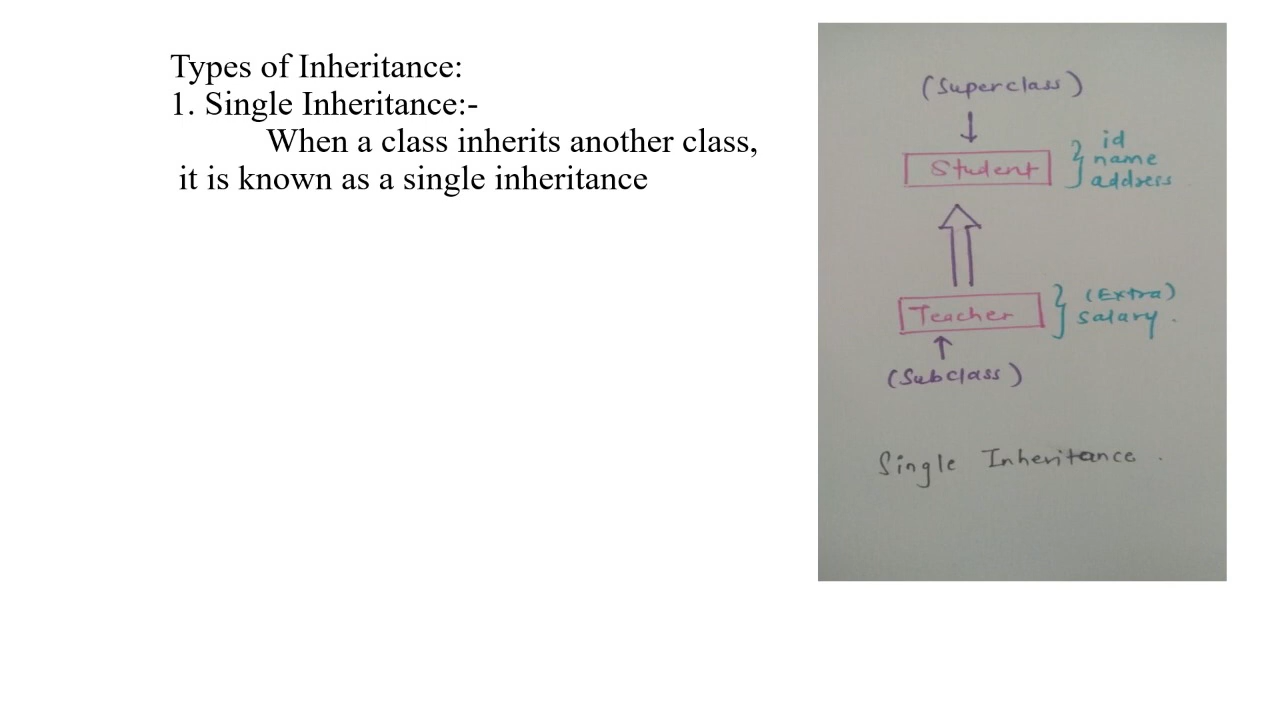 Types of Inheritance:
1. Single Inheritance:-
When a class inherits another class,
it is known as a single inheritance
(Superclass)
Student
id
name
address
Teacher
(Extra)
salary.
(Subclass)
Single Inheritance.